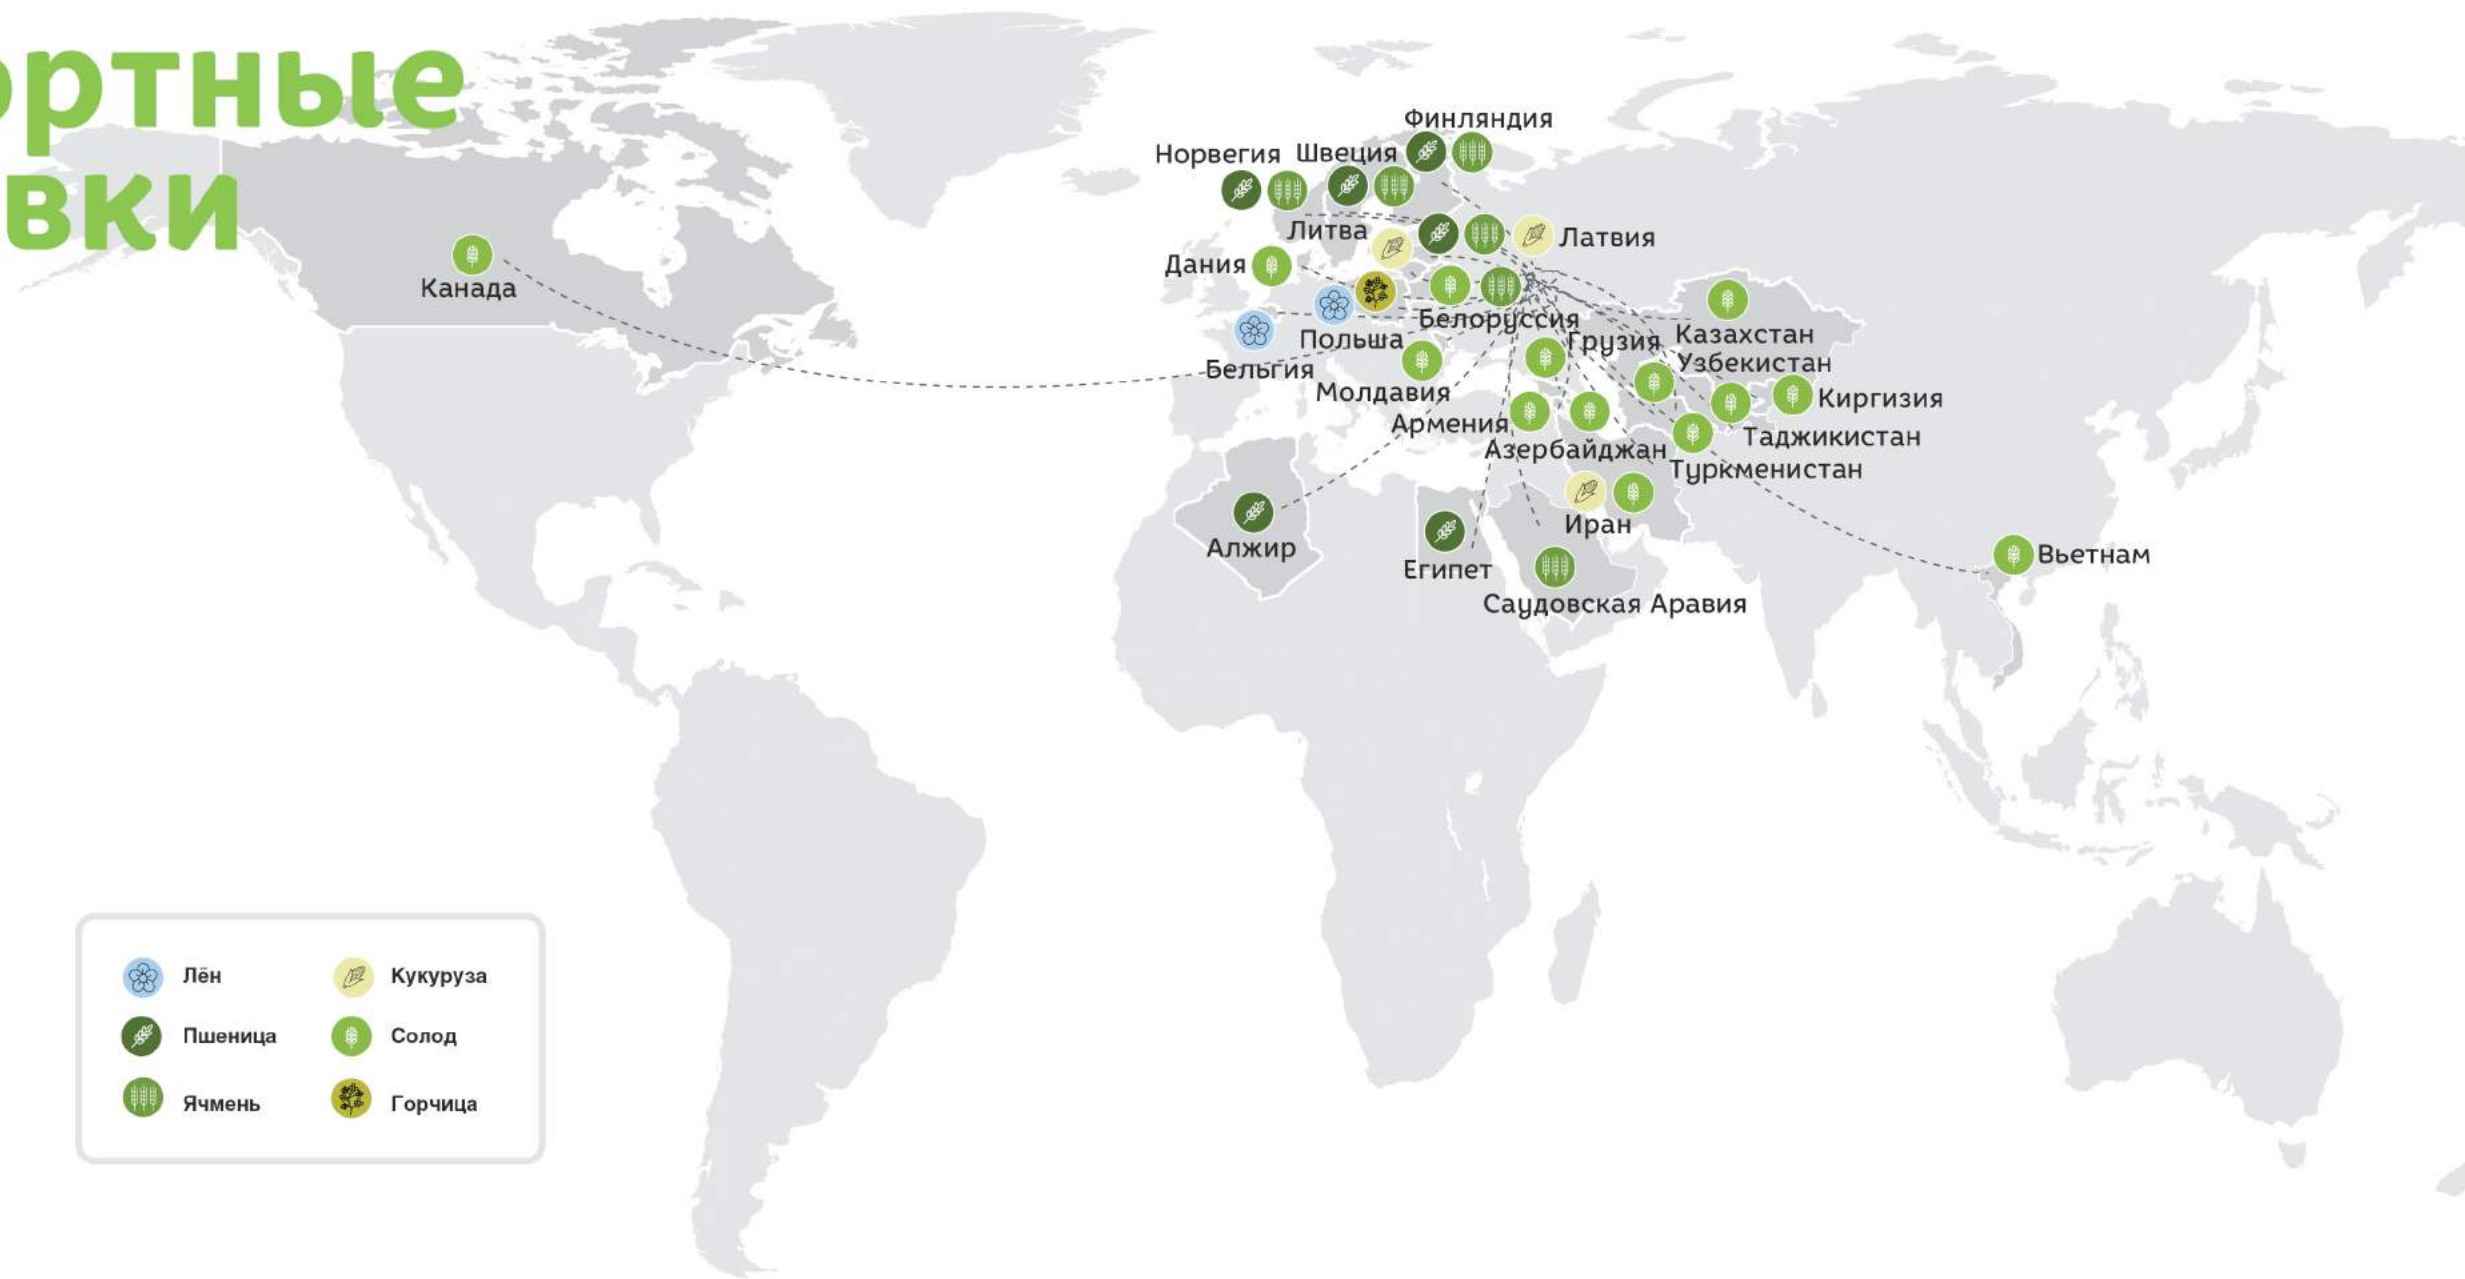 ортные
вки
Финляндия
Норвегия
Швеция
Литва
Латвия
Дания
Канада
Белоруссия
Польша
Грузия
Казахстан
Узбекистан
Бельгия
Молдавия
Киргизия
Армения
Таджикистан
Азербайджан
Туркменистан
Иран
Алжир
Египет
Вьетнам
Саудовская Аравия
Лён
Кукуруза
Пшеница
Солод
Ячмень
Горчица